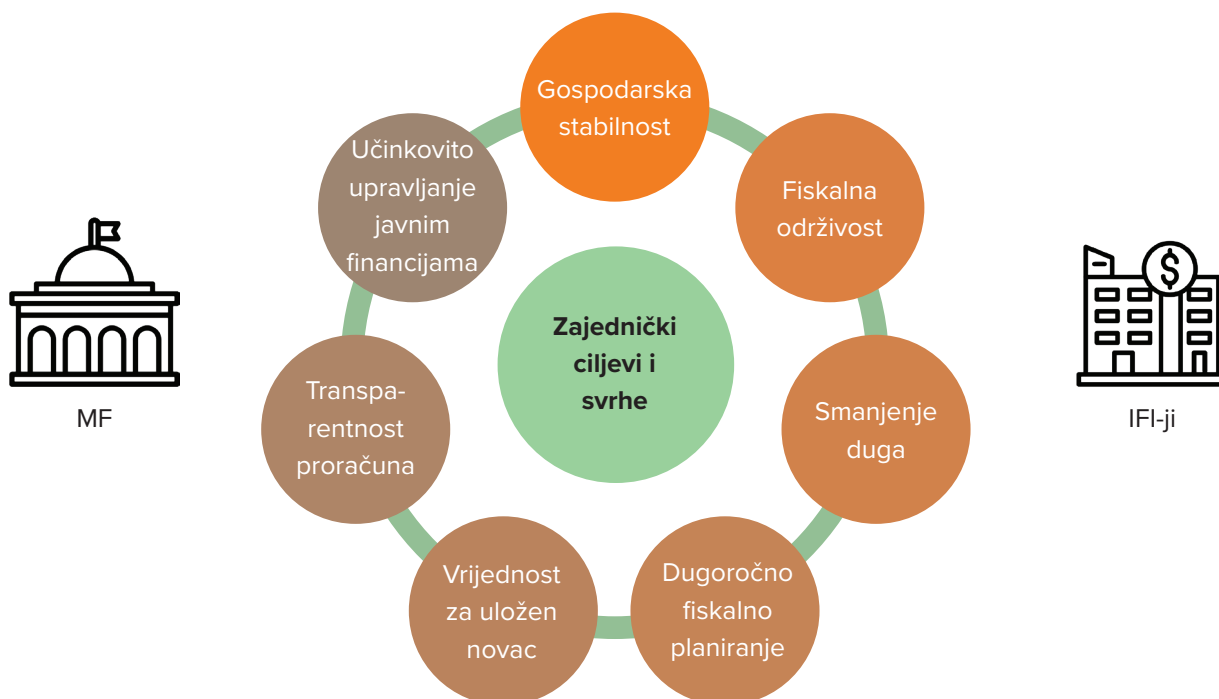 Gospodarska
stabilnost
Fiskalna
održivost
Smanjenje
duga
Dugoročno
fiskalno
planiranje
Vrijednost
za uložen
novac
Transpa-
rentnost
proračuna
Učinkovito
upravljanje
javnim
financijama
Zajednički
ciljevi i
svrhe
MF
$
IFI-ji